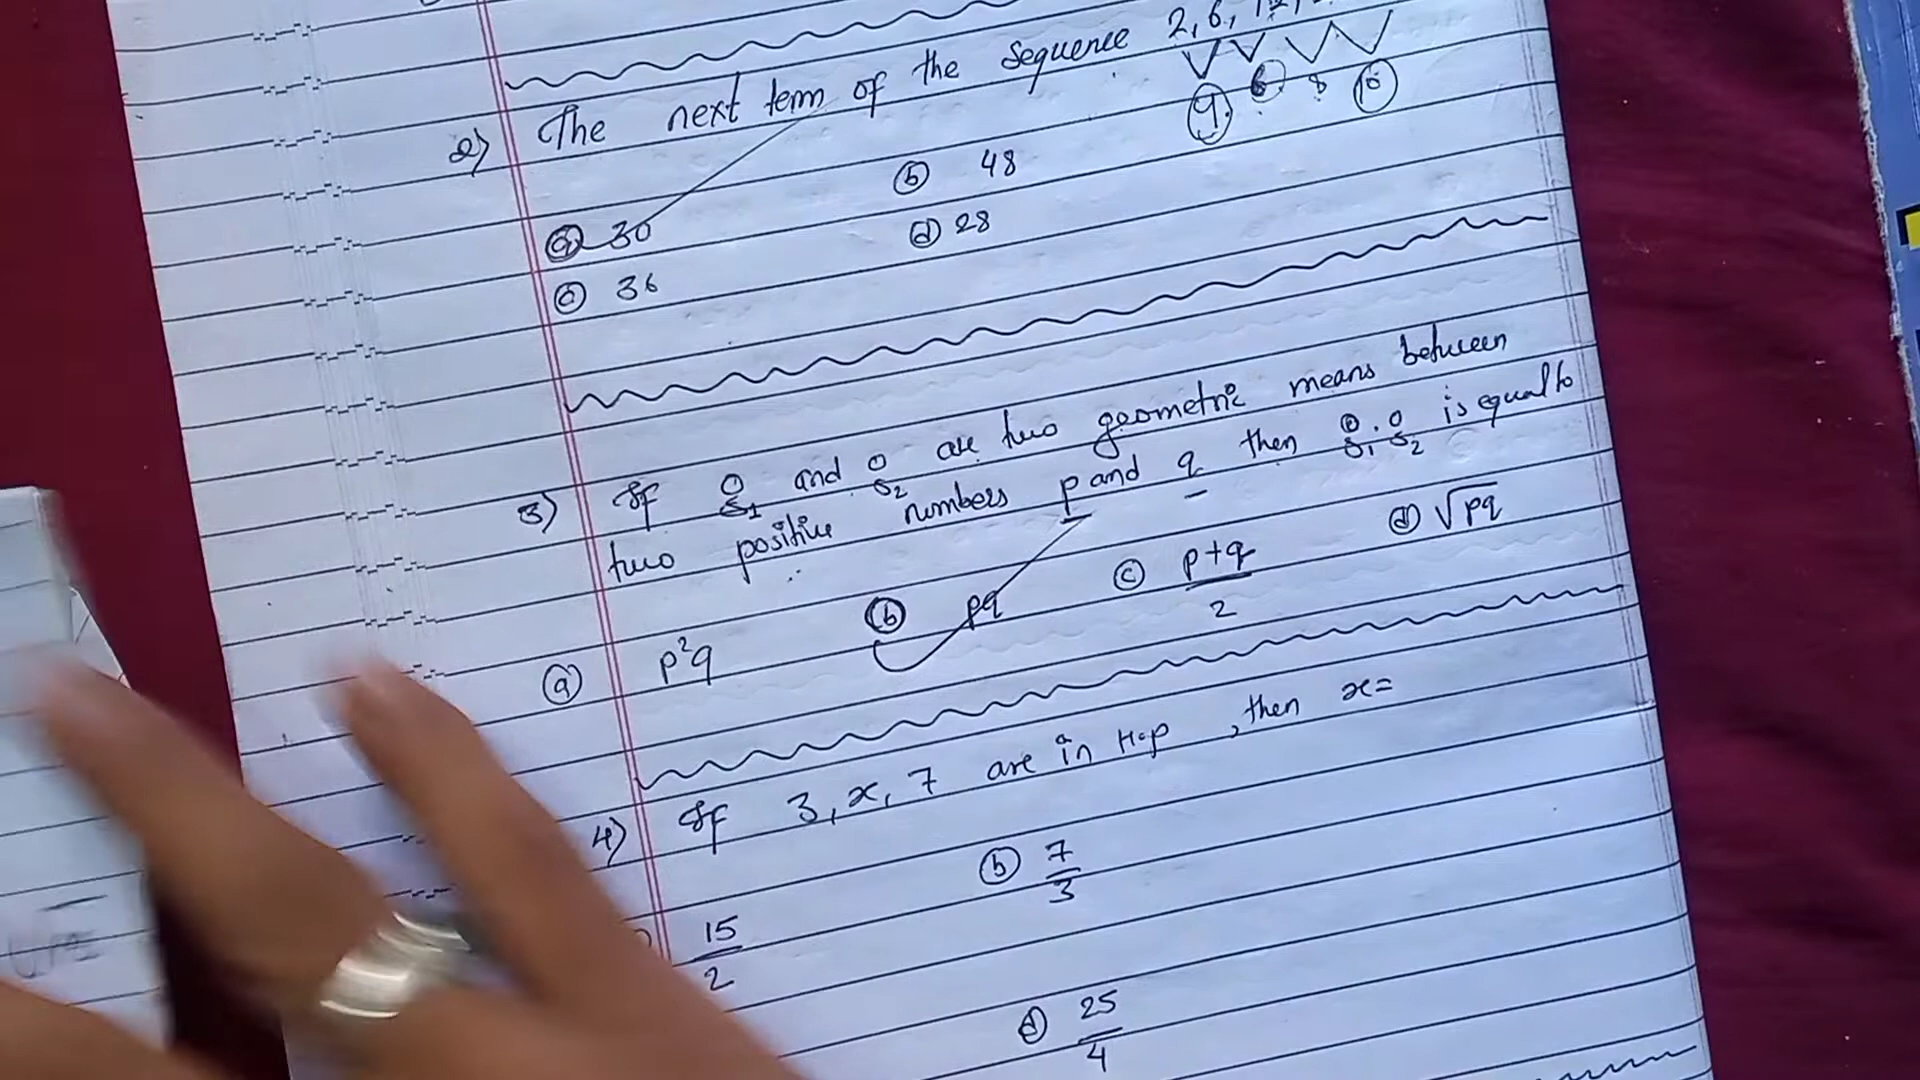 2) The next term of the sequence 2, 6, 12,
4. 6 8 10
ⓐ 30 ⓑ 48
ⓒ 36 ⓓ 28
3) If g₁ and g₂ are two geometric means between
two positive numbers p and q then g₁.g₂ is equal to
ⓐ p²q ⓑ pq ⓒ p+q/2 ⓓ √pq
4) If 3, x, 7 are in H.p, then x=
15/2 ⓑ 7/3
ⓓ 25/4